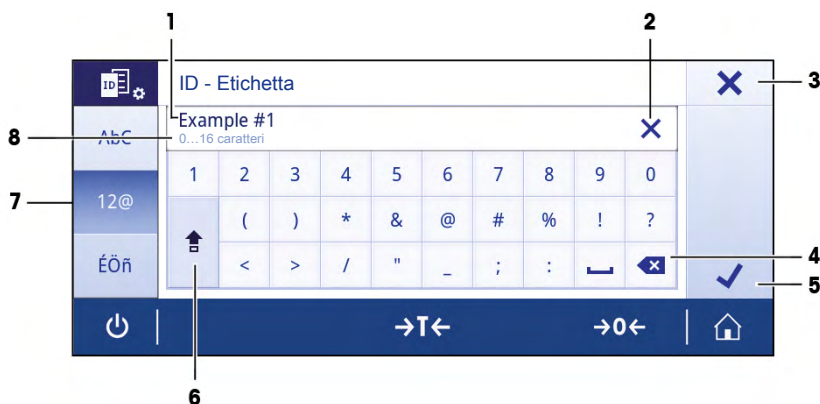 1 2
ID ID - Etichetta 3
Example #1
8 AbC 0...16 caratteri
1 2 3 4 5 6 7 8 9 0
7 12@
( ) * & @ # % ! ?
ÉÖñ < > / " _ ; : 4
5
→T← →0←
6